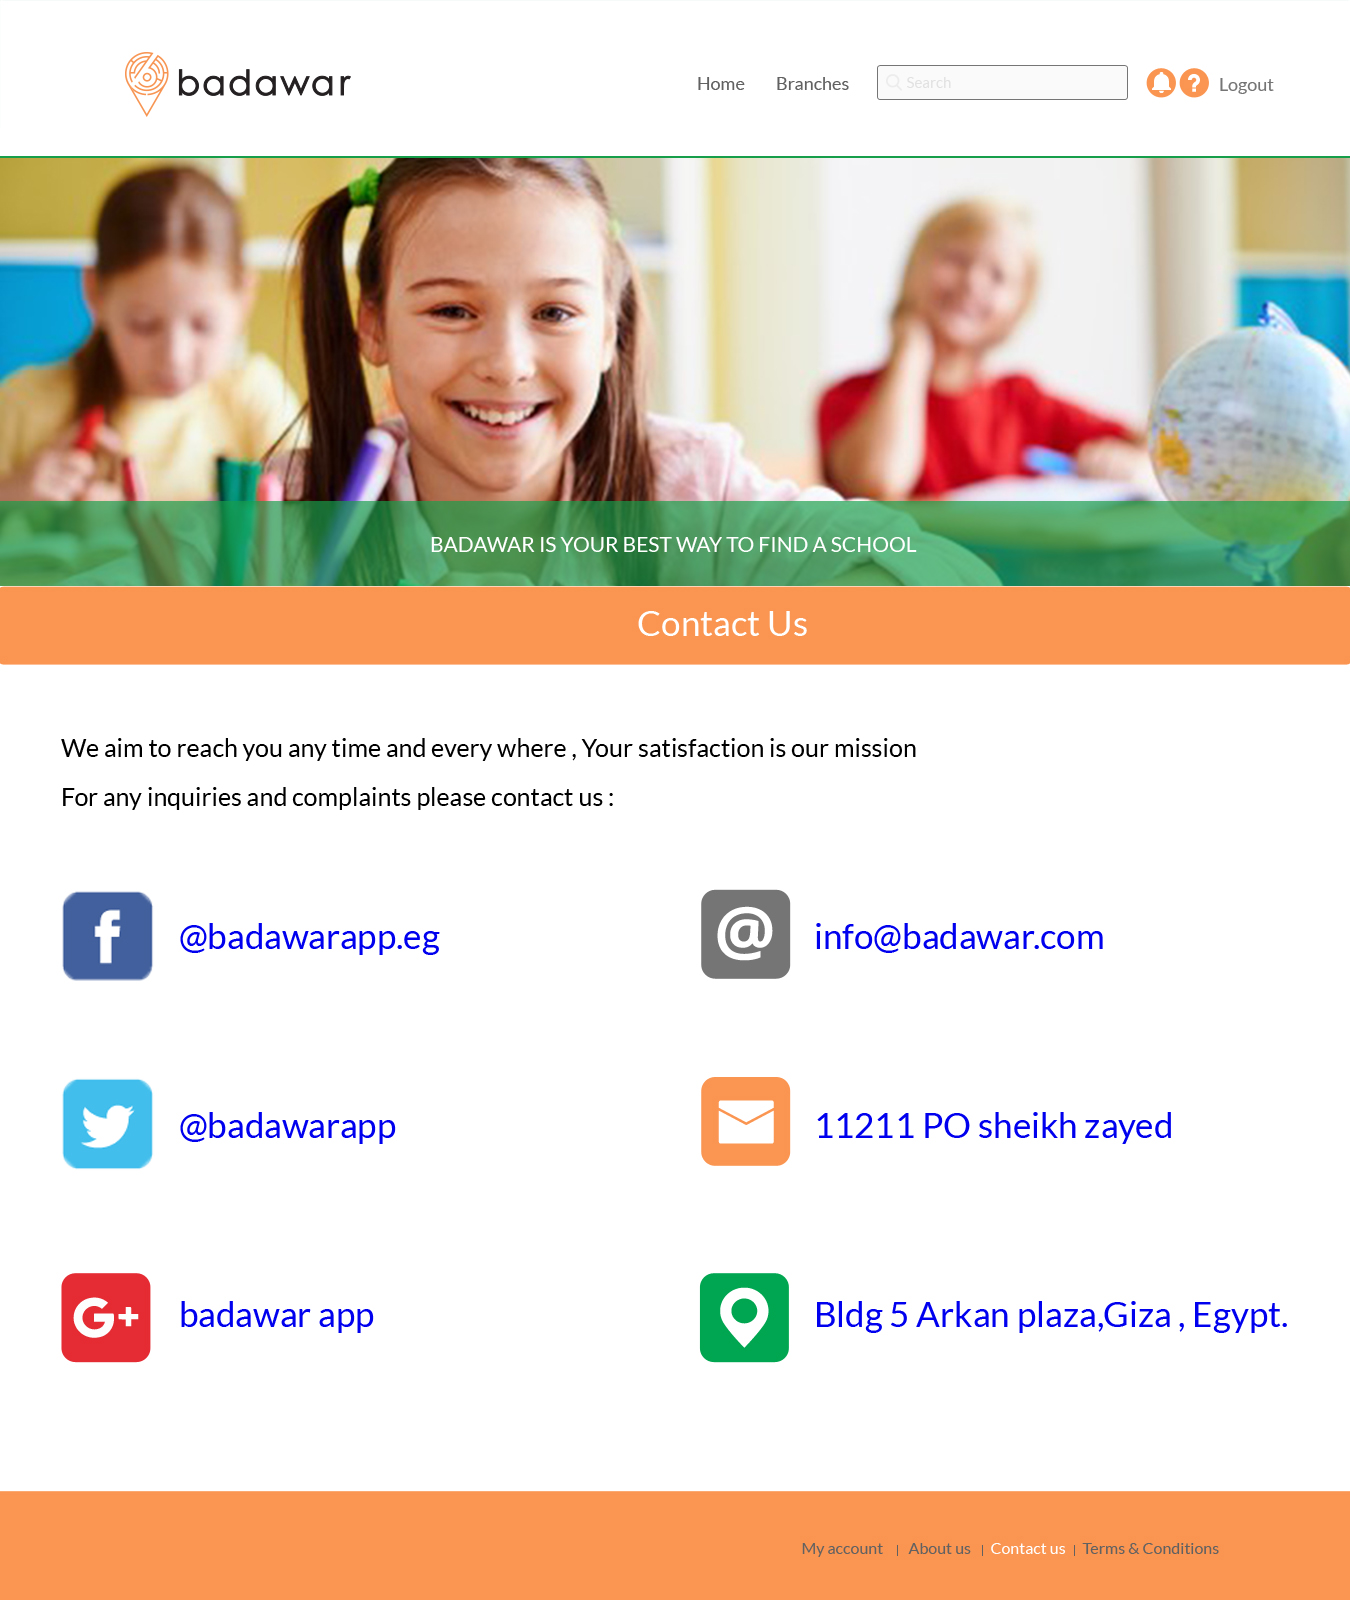 badawar
Home
Branches
Search
Logout
BADAWAR IS YOUR BEST WAY TO FIND A SCHOOL
Contact Us
We aim to reach you any time and every where , Your satisfaction is our mission
For any inquiries and complaints please contact us :
@badawarapp.eg
info@badawar.com
@badawarapp
11211 PO sheikh zayed
badawar app
Bldg 5 Arkan plaza,Giza , Egypt.
My account | About us | Contact us | Terms & Conditions